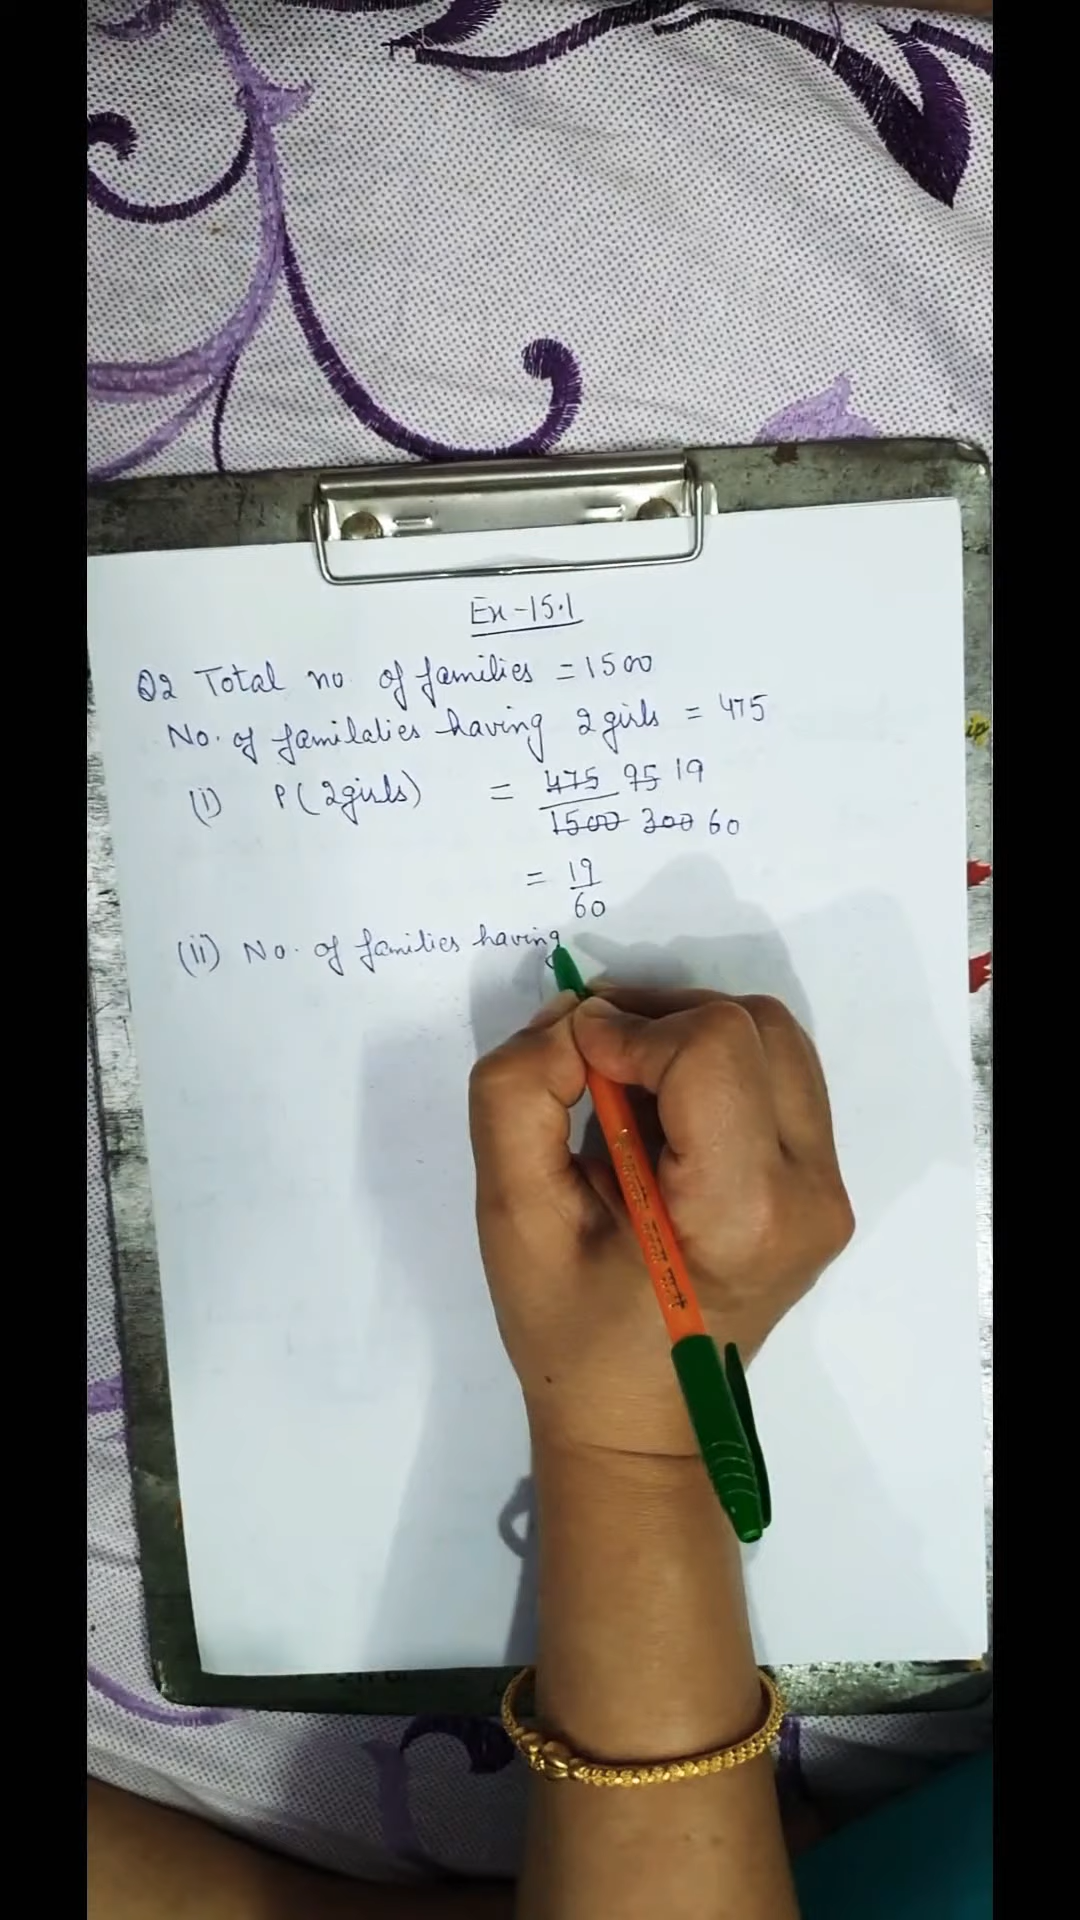 Ex-15.1
Q2 Total no. of families = 1500
No. of familaties having 2 girls = 475
(i) P(2girls) = 475 95 19
1500 300 60
= 19
60
(ii) No. of families having